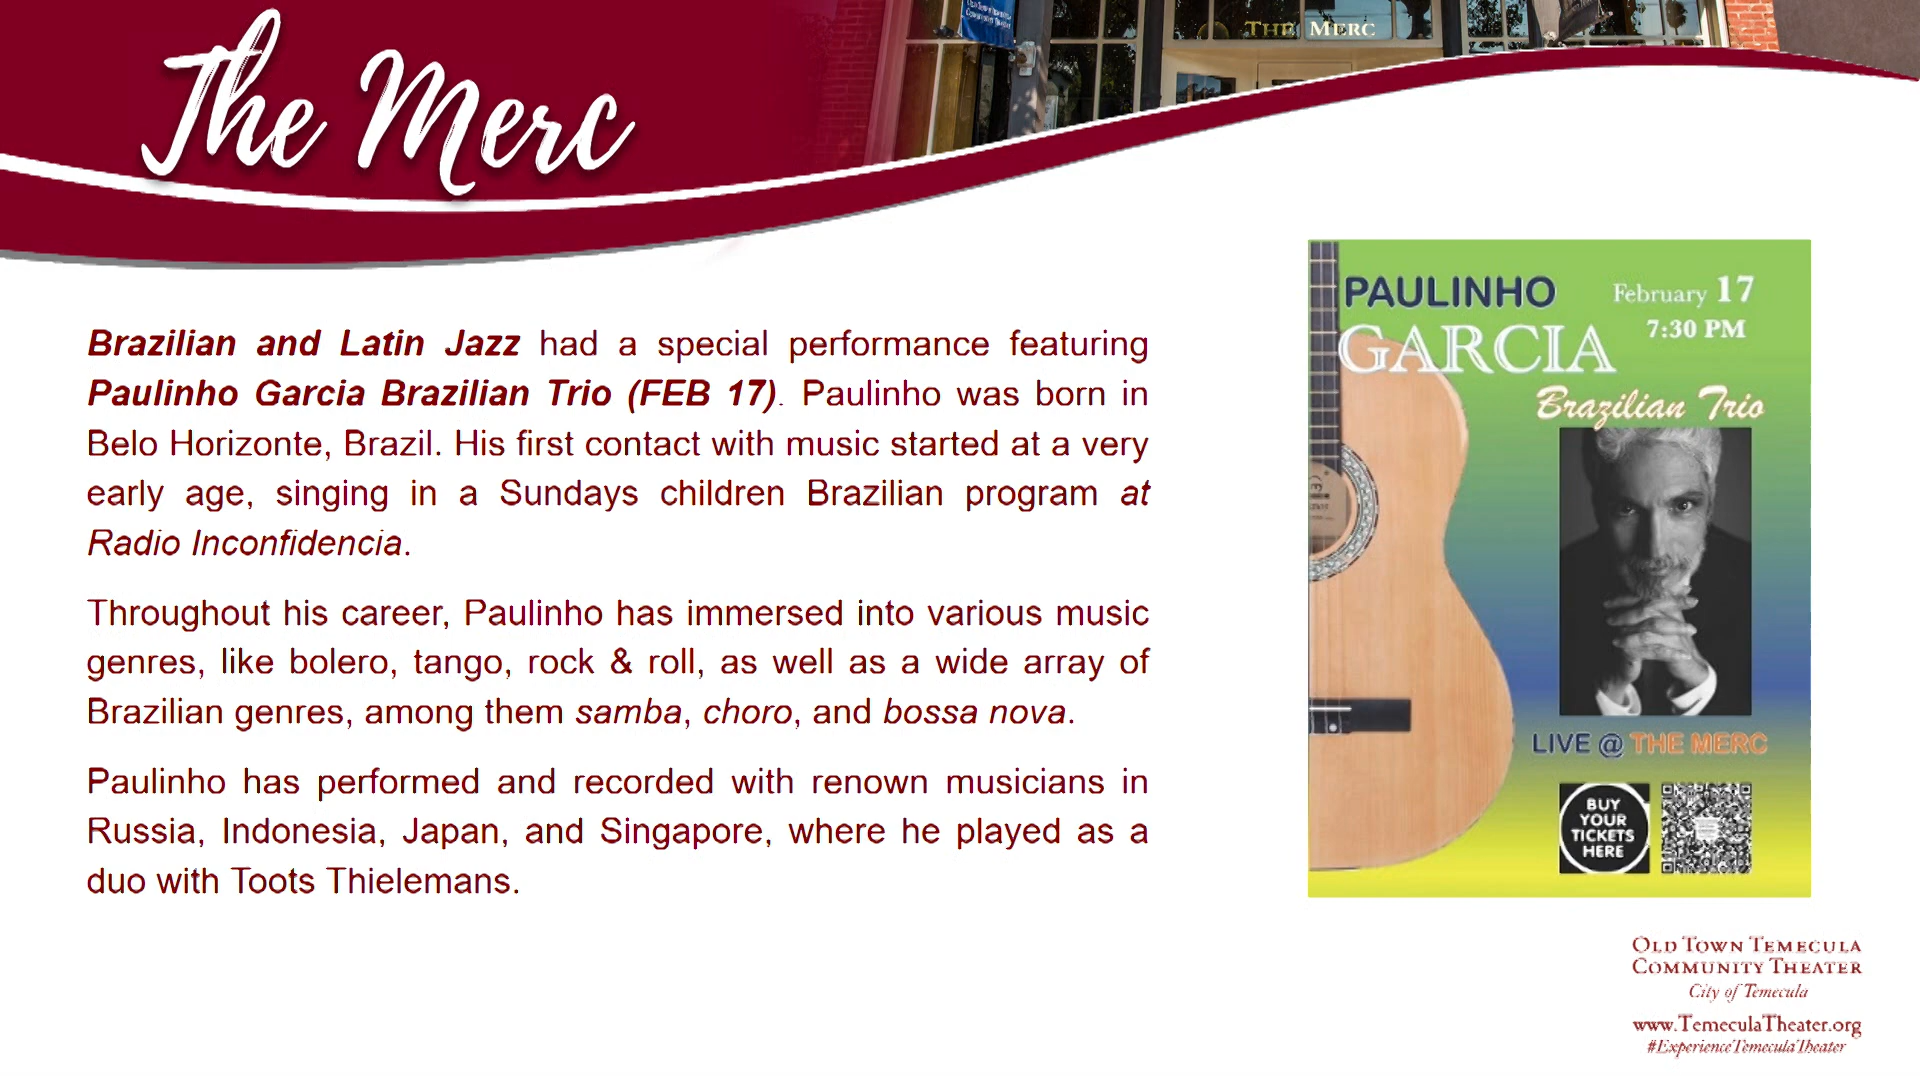 The Merc
THE MERC
Brazilian and Latin Jazz had a special performance featuring
Paulinho Garcia Brazilian Trio (FEB 17). Paulinho was born in
Belo Horizonte, Brazil. His first contact with music started at a very
early age, singing in a Sundays children Brazilian program at
Radio Inconfidencia.
Throughout his career, Paulinho has immersed into various music
genres, like bolero, tango, rock & roll, as well as a wide array of
Brazilian genres, among them samba, choro, and bossa nova.
Paulinho has performed and recorded with renown musicians in
Russia, Indonesia, Japan, and Singapore, where he played as a
duo with Toots Thielemans.
PAULINHO
GARCIA
February 17
7:30 PM
Brazilian Trio
LIVE @ THE MERC
BUY
YOUR
TICKETS
HERE
OLD TOWN TEMECULA
COMMUNITY THEATER
City of Temecula
www.TemeculaTheater.org
#ExperienceTemeculaTheater